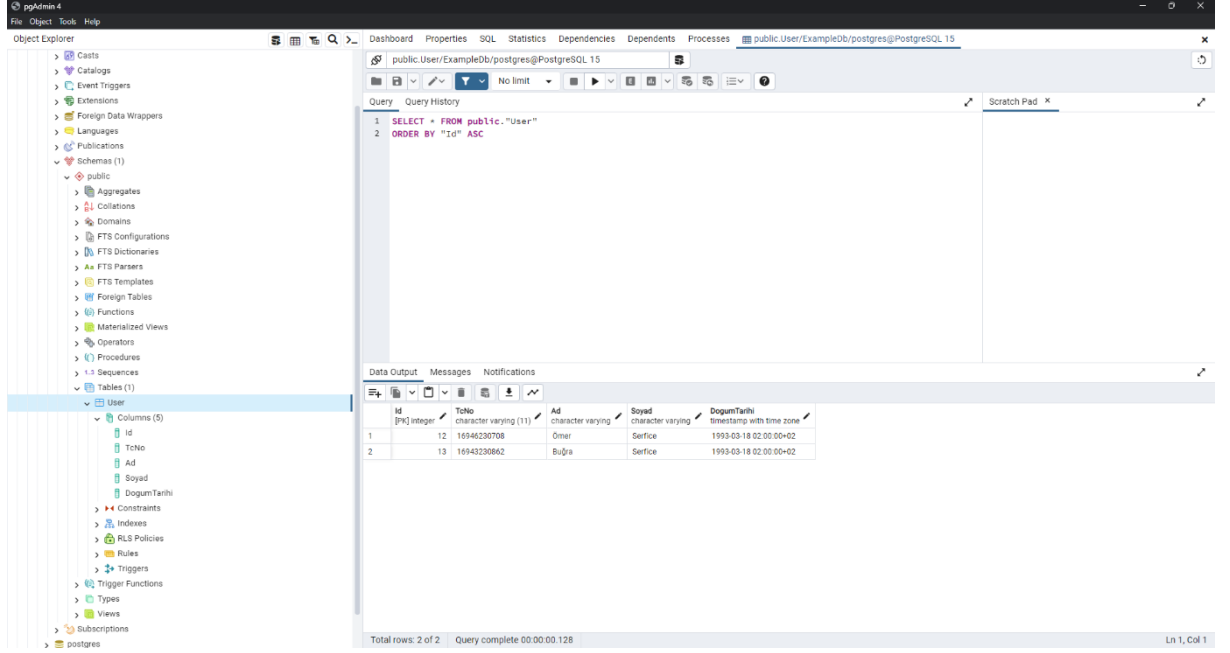 pgAdmin 4
File Object Tools Help
Object Explorer
Casts
Catalogs
Event Triggers
Extensions
Foreign Data Wrappers
Languages
Publications
Schemas (1)
public
Aggregates
Collations
Domains
FTS Configurations
FTS Dictionaries
Aa FTS Parsers
FTS Templates
Foreign Tables
Functions
Materialized Views
Operators
Procedures
1..3 Sequences
Tables (1)
User
Columns (5)
Id
TcNo
Ad
Soyad
DogumTarihi
Constraints
Indexes
RLS Policies
Rules
Triggers
Trigger Functions
Types
Views
Subscriptions
postgres
Dashboard Properties SQL Statistics Dependencies Dependents Processes public.User/ExampleDb/postgres@PostgreSQL 15
public.User/ExampleDb/postgres@PostgreSQL 15
No limit
Query Query History
Scratch Pad
1 SELECT * FROM public."User"
2 ORDER BY "Id" ASC
Data Output Messages Notifications
Id TcNo Ad Soyad DogumTarihi
[PK] integer character varying (11) character varying character varying timestamp with time zone
1 12 16946230708 Ömer Serfice 1993-03-18 02:00:00+02
2 13 16943230862 Buğra Serfice 1993-03-18 02:00:00+02
Total rows: 2 of 2 Query complete 00:00:00.128 Ln 1, Col 1